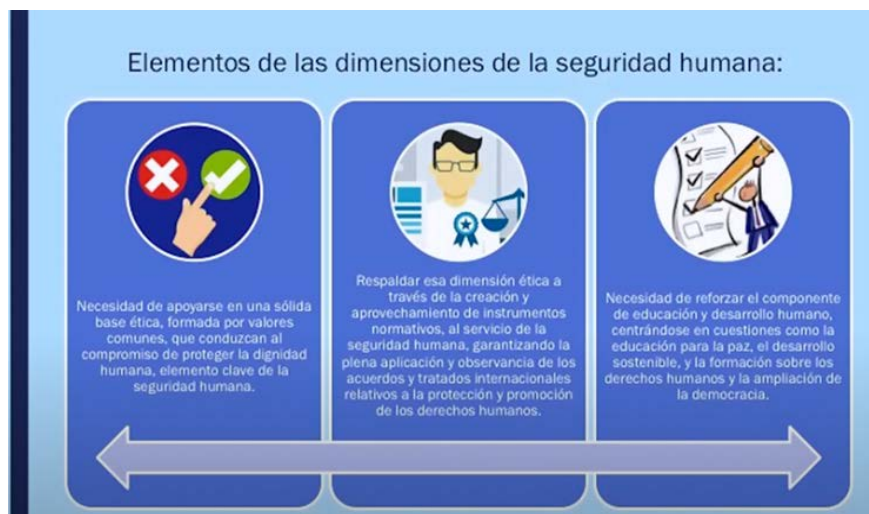 Elementos de las dimensiones de la seguridad humana:
Necesidad de apoyarse en una sólida
base ética, formada por valores
comunes, que conduzcan al
compromiso de proteger la dignidad
humana, elemento clave de la
seguridad humana.
Respaldar esa dimensión ética a
través de la creación y
aprovechamiento de instrumentos
normativos, al servicio de la
seguridad humana, garantizando la
plena aplicación y observancia de los
acuerdos y tratados internacionales
relativos a la protección y promoción
de los derechos humanos.
Necesidad de reforzar el componente
de educación y desarrollo humano,
centrándose en cuestiones como la
educación para la paz, el desarrollo
sostenible, y la formación sobre los
derechos humanos y la ampliación de
la democracia.